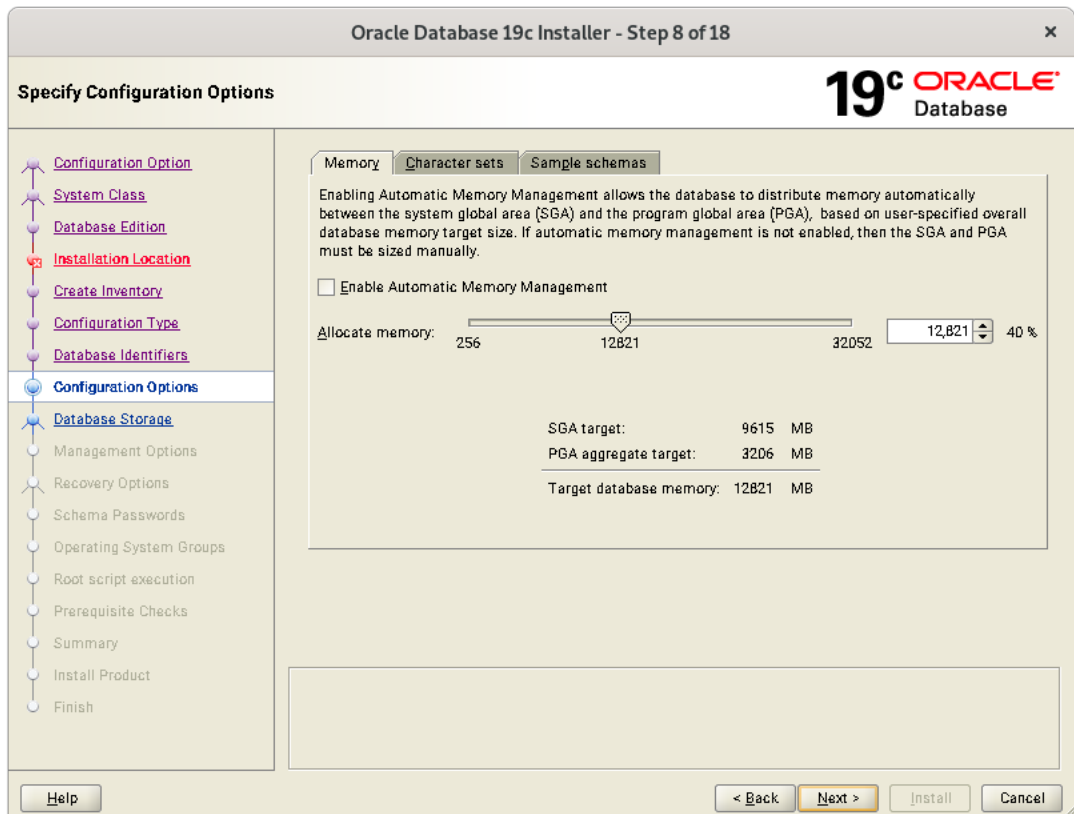 Oracle Database 19c Installer - Step 8 of 18
Specify Configuration Options
19c ORACLE
Database
Configuration Option
System Class
Database Edition
Installation Location
Create Inventory
Configuration Type
Database Identifiers
Configuration Options
Database Storage
Management Options
Recovery Options
Schema Passwords
Operating System Groups
Root script execution
Prerequisite Checks
Summary
Install Product
Finish
Memory Character sets Sample schemas
Enabling Automatic Memory Management allows the database to distribute memory automatically
between the system global area (SGA) and the program global area (PGA), based on user-specified overall
database memory target size. If automatic memory management is not enabled, then the SGA and PGA
must be sized manually.
Enable Automatic Memory Management
Allocate memory: 12,821 40 %
256 12821 32052
SGA target: 9615 MB
PGA aggregate target: 3206 MB
Target database memory: 12821 MB
Help < Back Next > Install Cancel